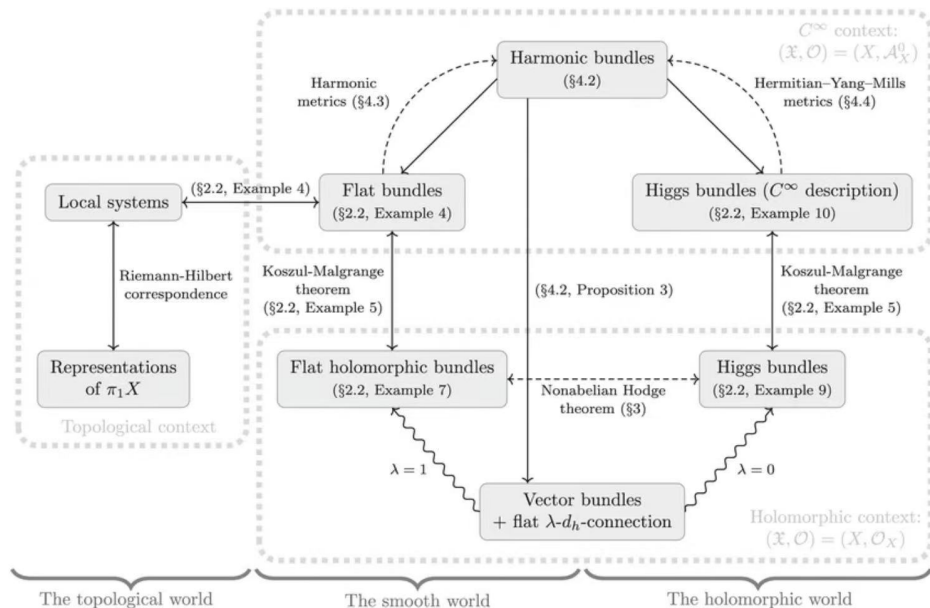 C∞ context:
(𝔛, 𝒪) = (X, 𝒜⁰_X)
Harmonic bundles
(§4.2)
Harmonic
metrics (§4.3)
Hermitian–Yang–Mills
metrics (§4.4)
(§2.2, Example 4)
Local systems
Flat bundles
(§2.2, Example 4)
Higgs bundles (C∞ description)
(§2.2, Example 10)
Riemann-Hilbert
correspondence
Koszul-Malgrange
theorem
(§2.2, Example 5)
(§4.2, Proposition 3)
Koszul-Malgrange
theorem
(§2.2, Example 5)
Representations
of π₁X
Topological context
Flat holomorphic bundles
(§2.2, Example 7)
Nonabelian Hodge
theorem (§3)
Higgs bundles
(§2.2, Example 9)
λ = 1
λ = 0
Vector bundles
+ flat λ-d_h-connection
Holomorphic context:
(𝔛, 𝒪) = (X, 𝒪_X)
The topological world
The smooth world
The holomorphic world